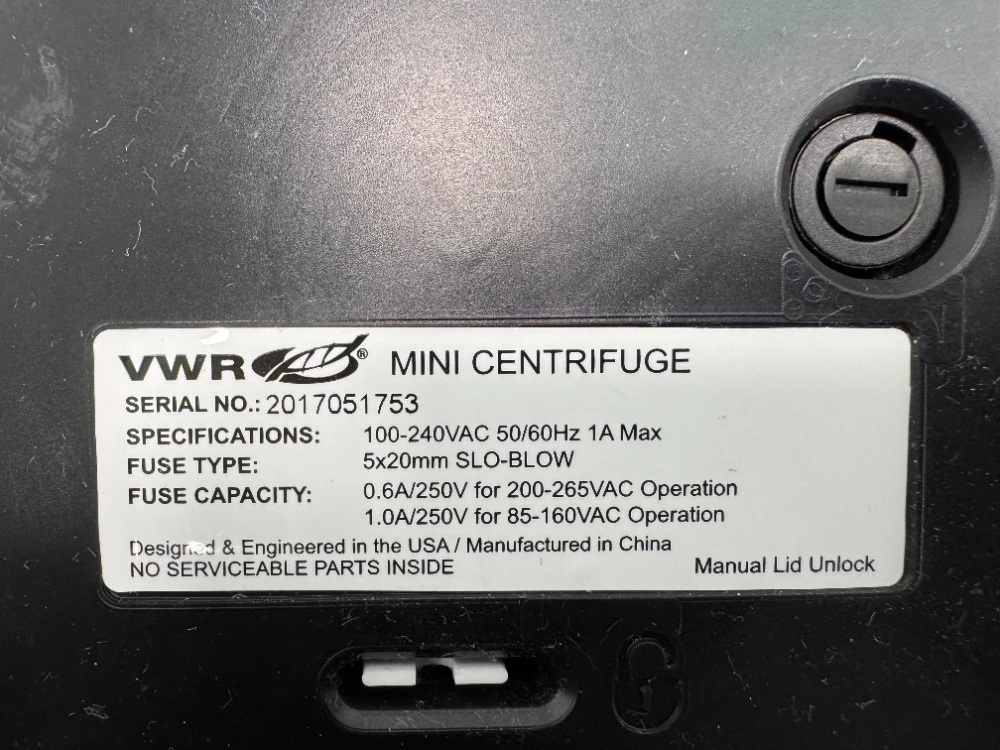 VWR® MINI CENTRIFUGE
SERIAL NO.: 2017051753
SPECIFICATIONS: 100-240VAC 50/60Hz 1A Max
FUSE TYPE: 5x20mm SLO-BLOW
FUSE CAPACITY: 0.6A/250V for 200-265VAC Operation
1.0A/250V for 85-160VAC Operation
Designed & Engineered in the USA / Manufactured in China
NO SERVICEABLE PARTS INSIDE
Manual Lid Unlock